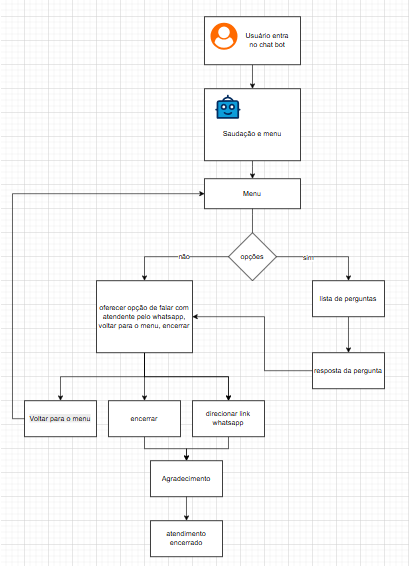 Usuário entra
no chat bot
Saudação e menu
Menu
opções
não
sim
oferecer opção de falar com
atendente pelo whatsapp,
voltar para o menu, encerrar
lista de perguntas
resposta da pergunta
Voltar para o menu
encerrar
direcionar link
whatsapp
Agradecimento
atendimento
encerrado